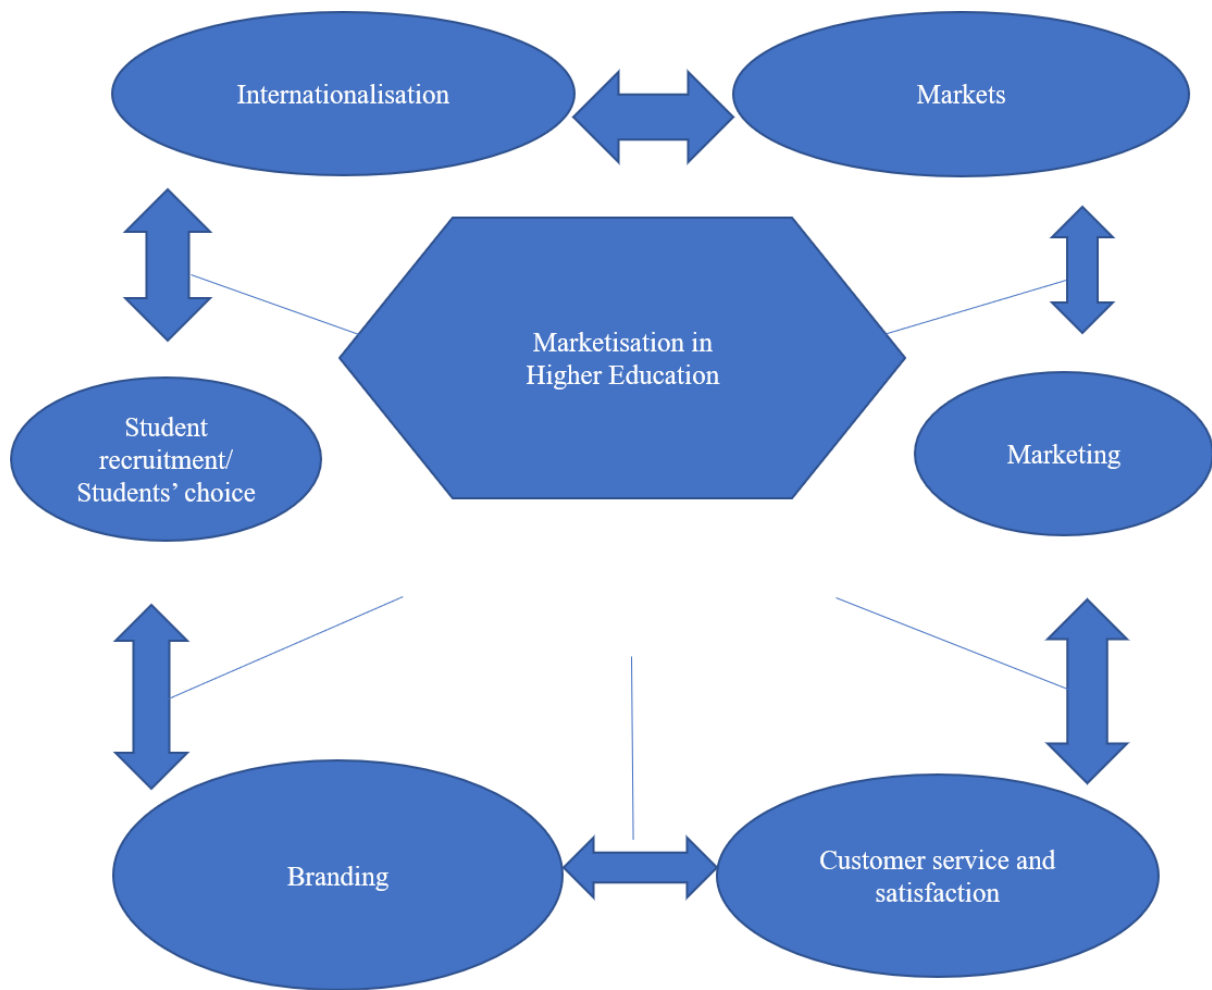 Internationalisation
Markets
Marketisation in
Higher Education
Student
recruitment/
Students’ choice
Marketing
Branding
Customer service and
satisfaction